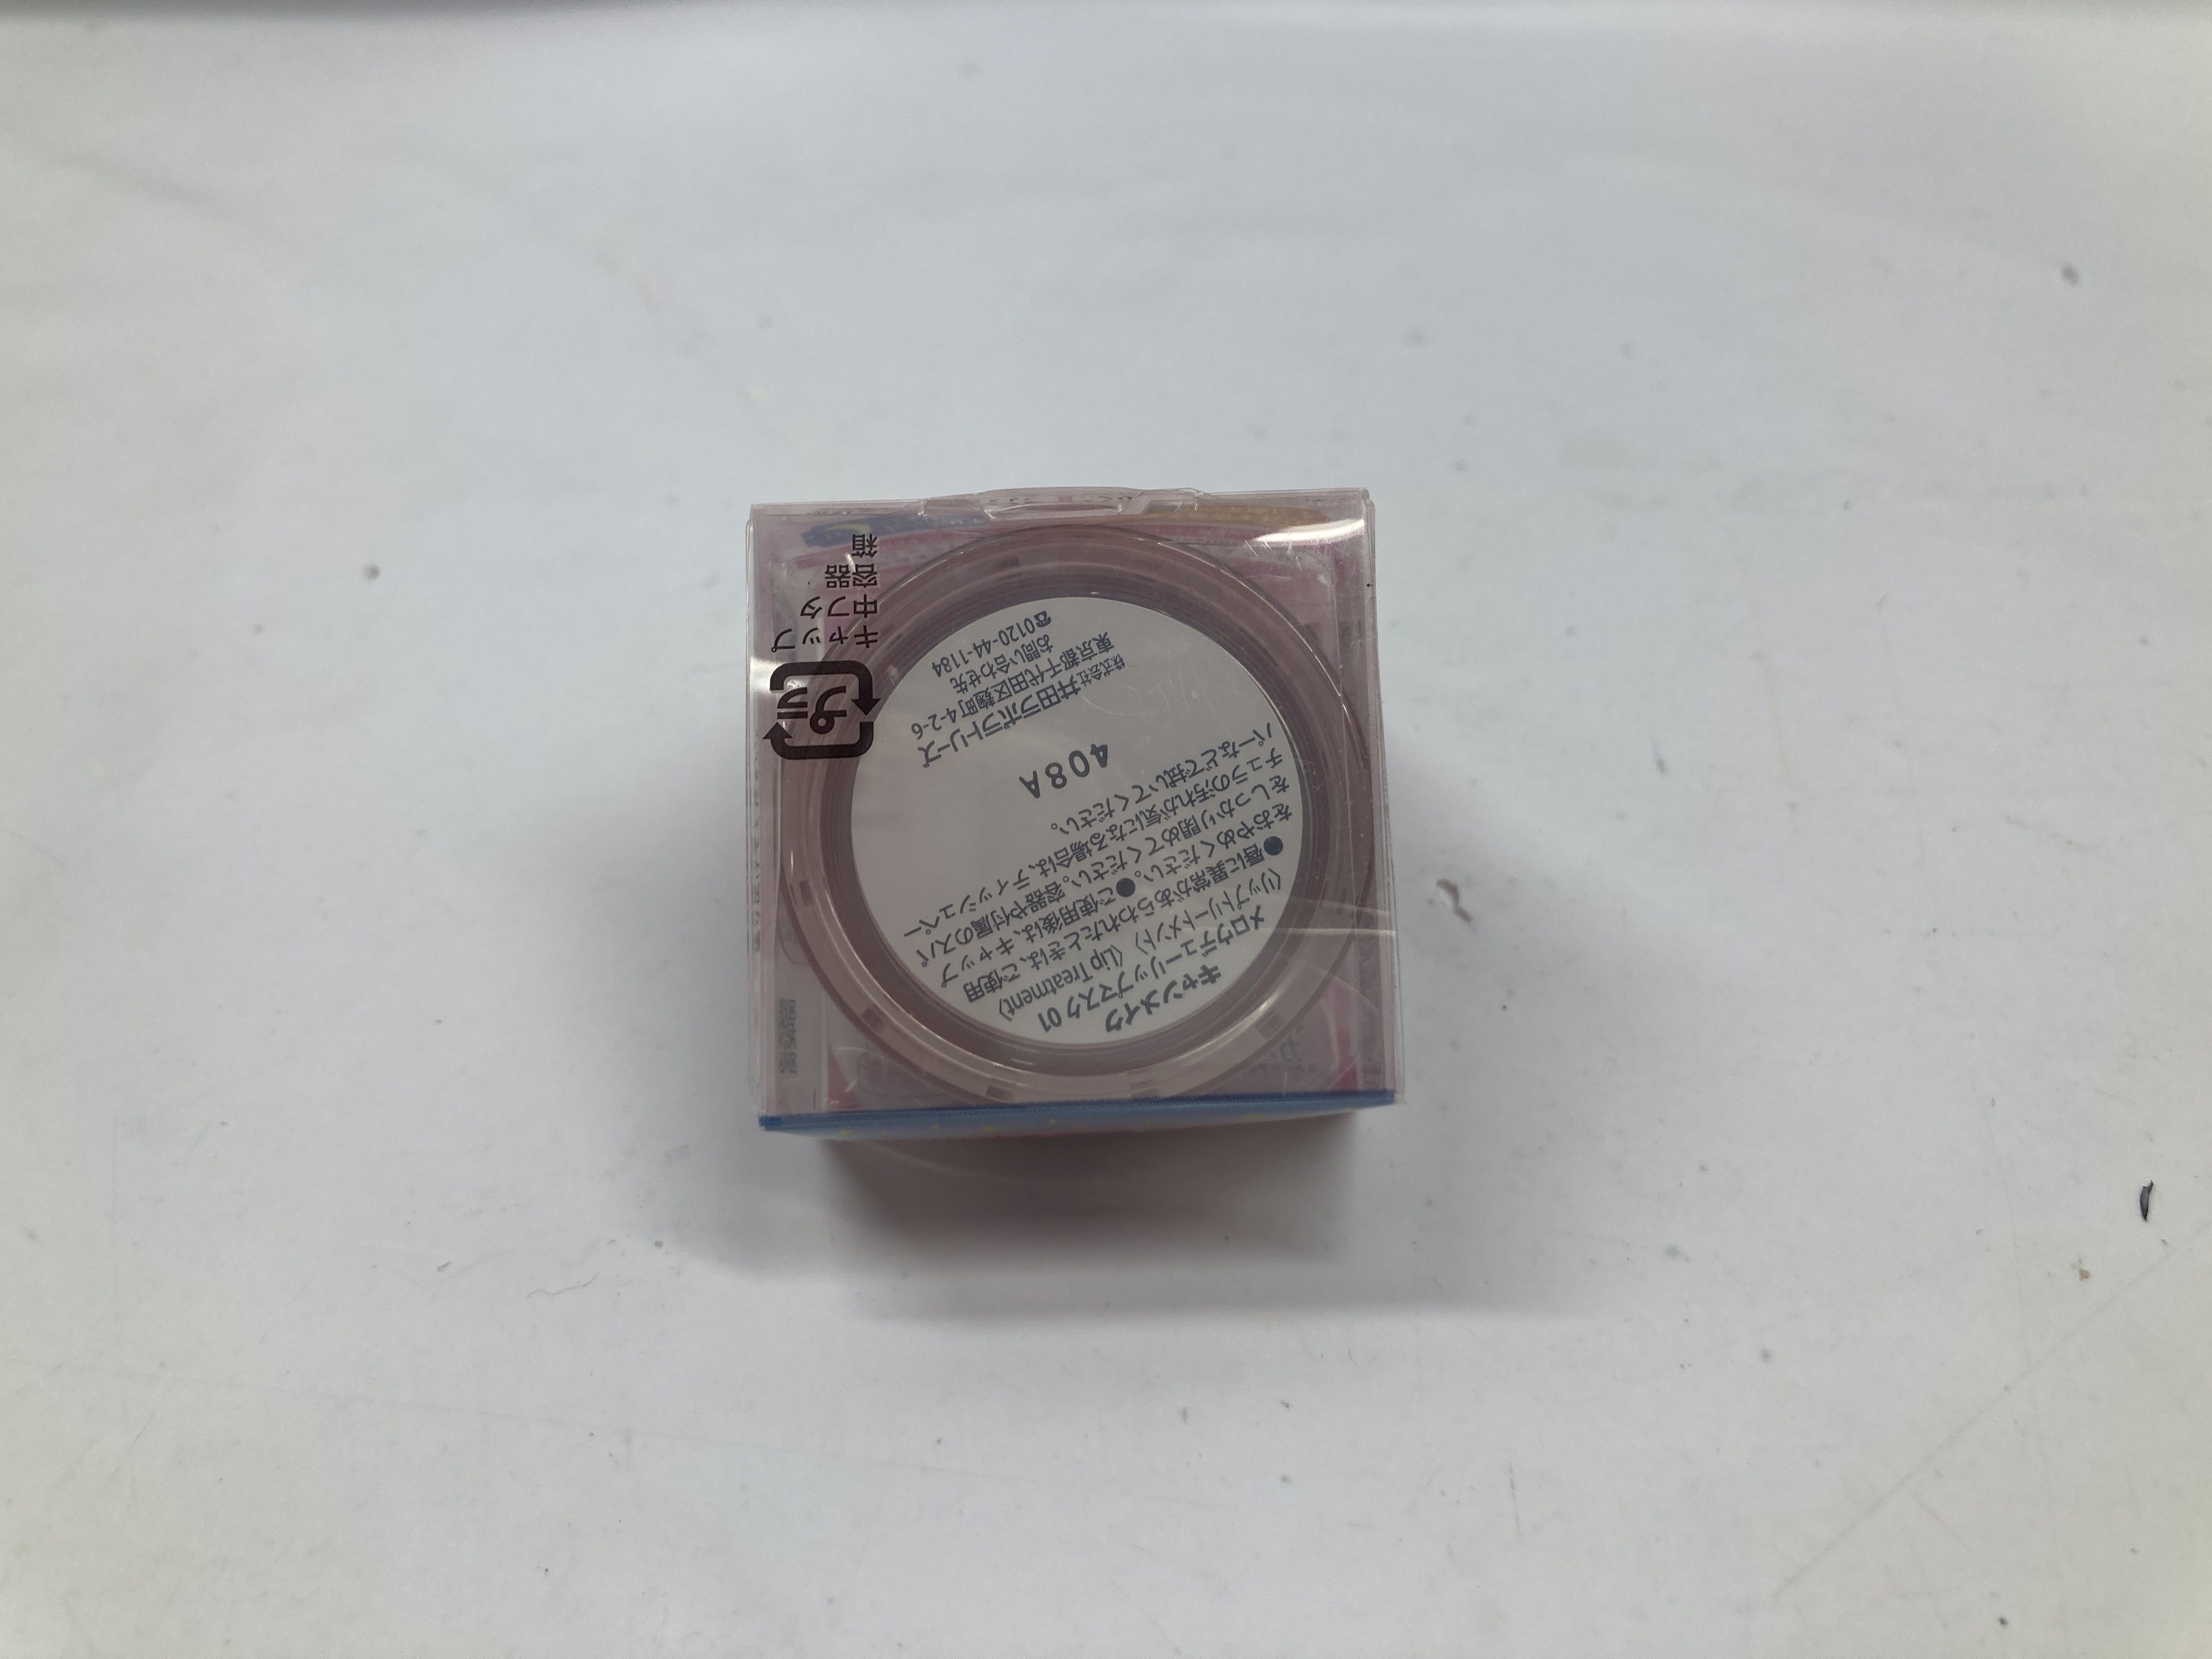 キャンメイク
メロウデューリップマスク 01
〈リップトリートメント〉〈Lip Treatment〉
●唇に異常があらわれたときは、ご使用
をおやめください。●ご使用後は、キャップ
をしっかり閉めてください。容器や付属のスパ
チュラの汚れが気になる場合は、ティッシュペー
パーなどで拭いてください。
408A
株式会社井田ラボラトリーズ
東京都千代田区麹町4-2-6
お問い合わせ先
☎0120-44-1184
プラ
キャップ
中フタ
容器
箱